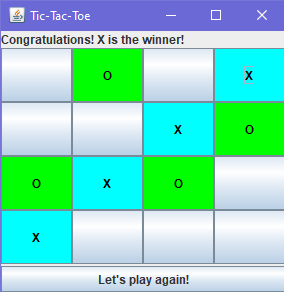 Tic-Tac-Toe
Congratulations! X is the winner!
O X
X O
O X O
X
Let's play again!